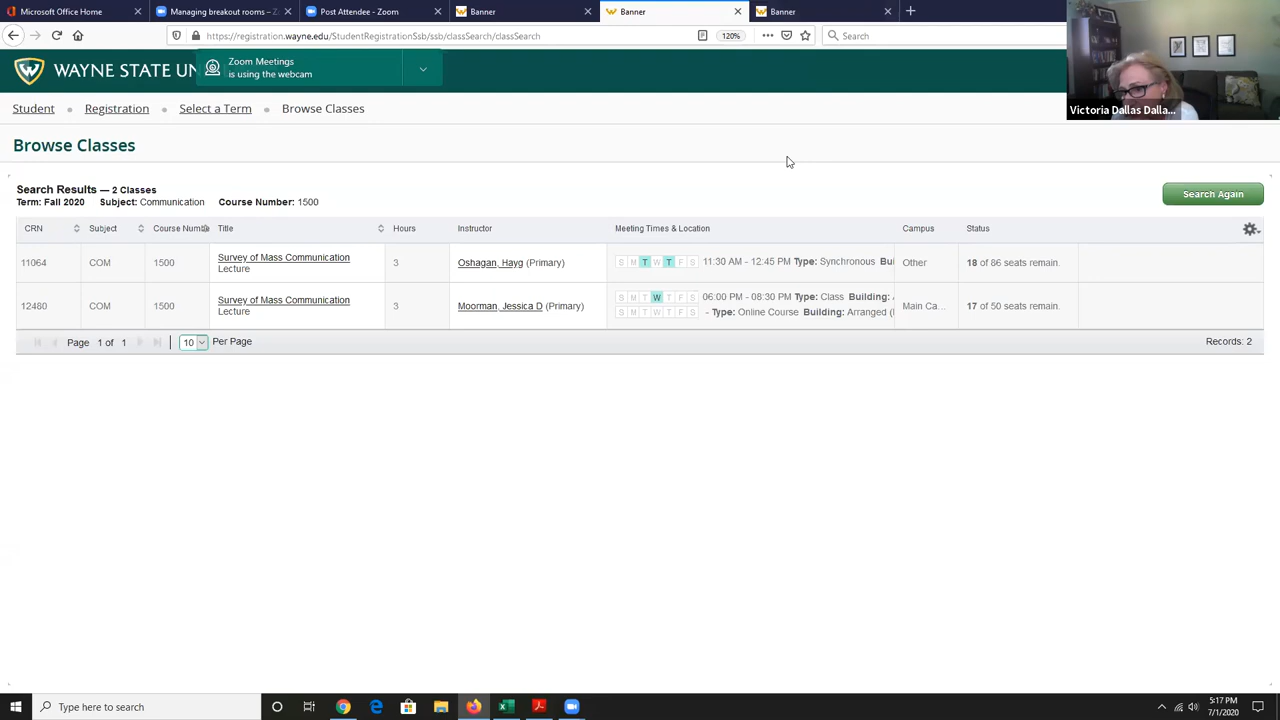 Microsoft Office Home
Managing breakout rooms – Z
Post Attendee - Zoom
Banner
Banner
Banner
https://registration.wayne.edu/StudentRegistrationSsb/ssb/classSearch/classSearch
120%
Search
WAYNE STATE UN
Zoom Meetings
is using the webcam
Victoria Dallas Dalla...
Student Registration Select a Term Browse Classes
Browse Classes
Search Results — 2 Classes
Term: Fall 2020 Subject: Communication Course Number: 1500
Search Again
CRN Subject Course Numbe Title Hours Instructor Meeting Times & Location Campus Status
11064 COM 1500 Survey of Mass Communication 3 Oshagan, Hayg (Primary) S M T W T F S 11:30 AM - 12:45 PM Type: Synchronous Bui Other 18 of 86 seats remain.
Lecture
12480 COM 1500 Survey of Mass Communication 3 Moorman, Jessica D (Primary) S M T W T F S 06:00 PM - 08:30 PM Type: Class Building: Main Ca... 17 of 50 seats remain.
Lecture S M T W T F S - Type: Online Course Building: Arranged
Page 1 of 1 10 Per Page Records: 2
Type here to search
5:17 PM
7/1/2020